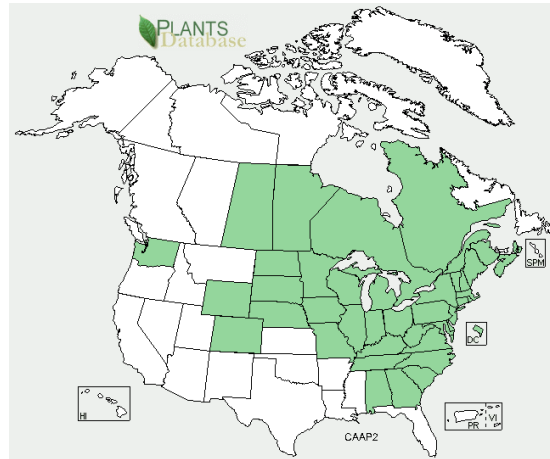 PLANTS
Database
SPM
DC
HI
PR
VI
CAAP2